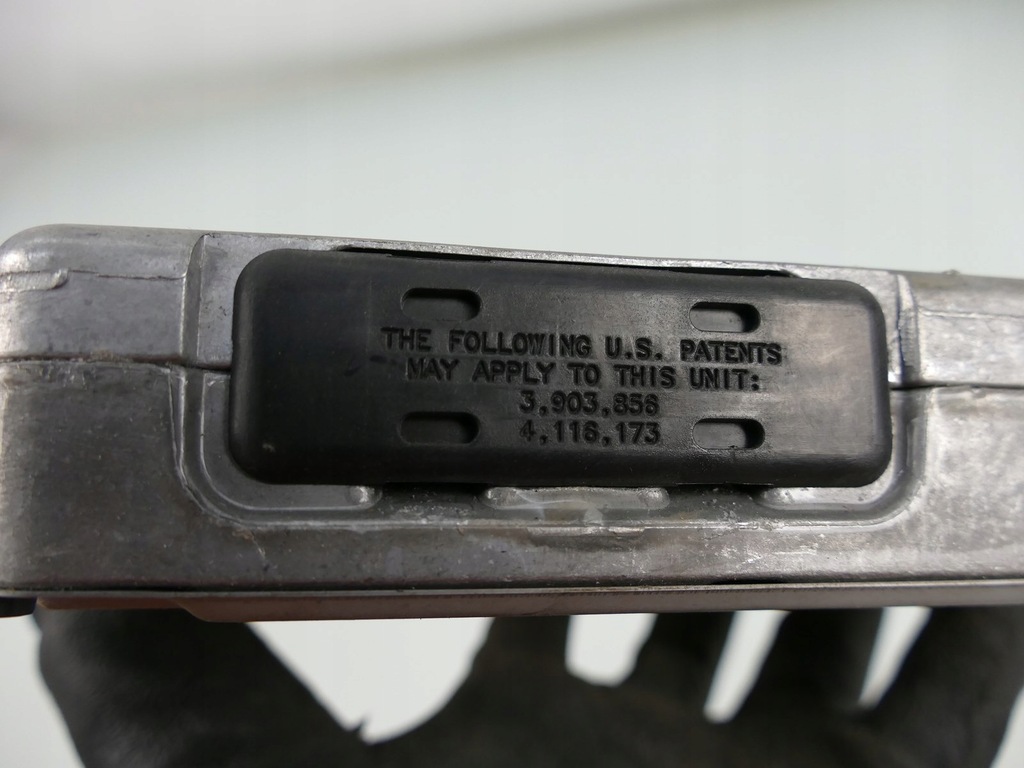 THE FOLLOWING U.S. PATENTS
MAY APPLY TO THIS UNIT:
3,903,856
4,116,173